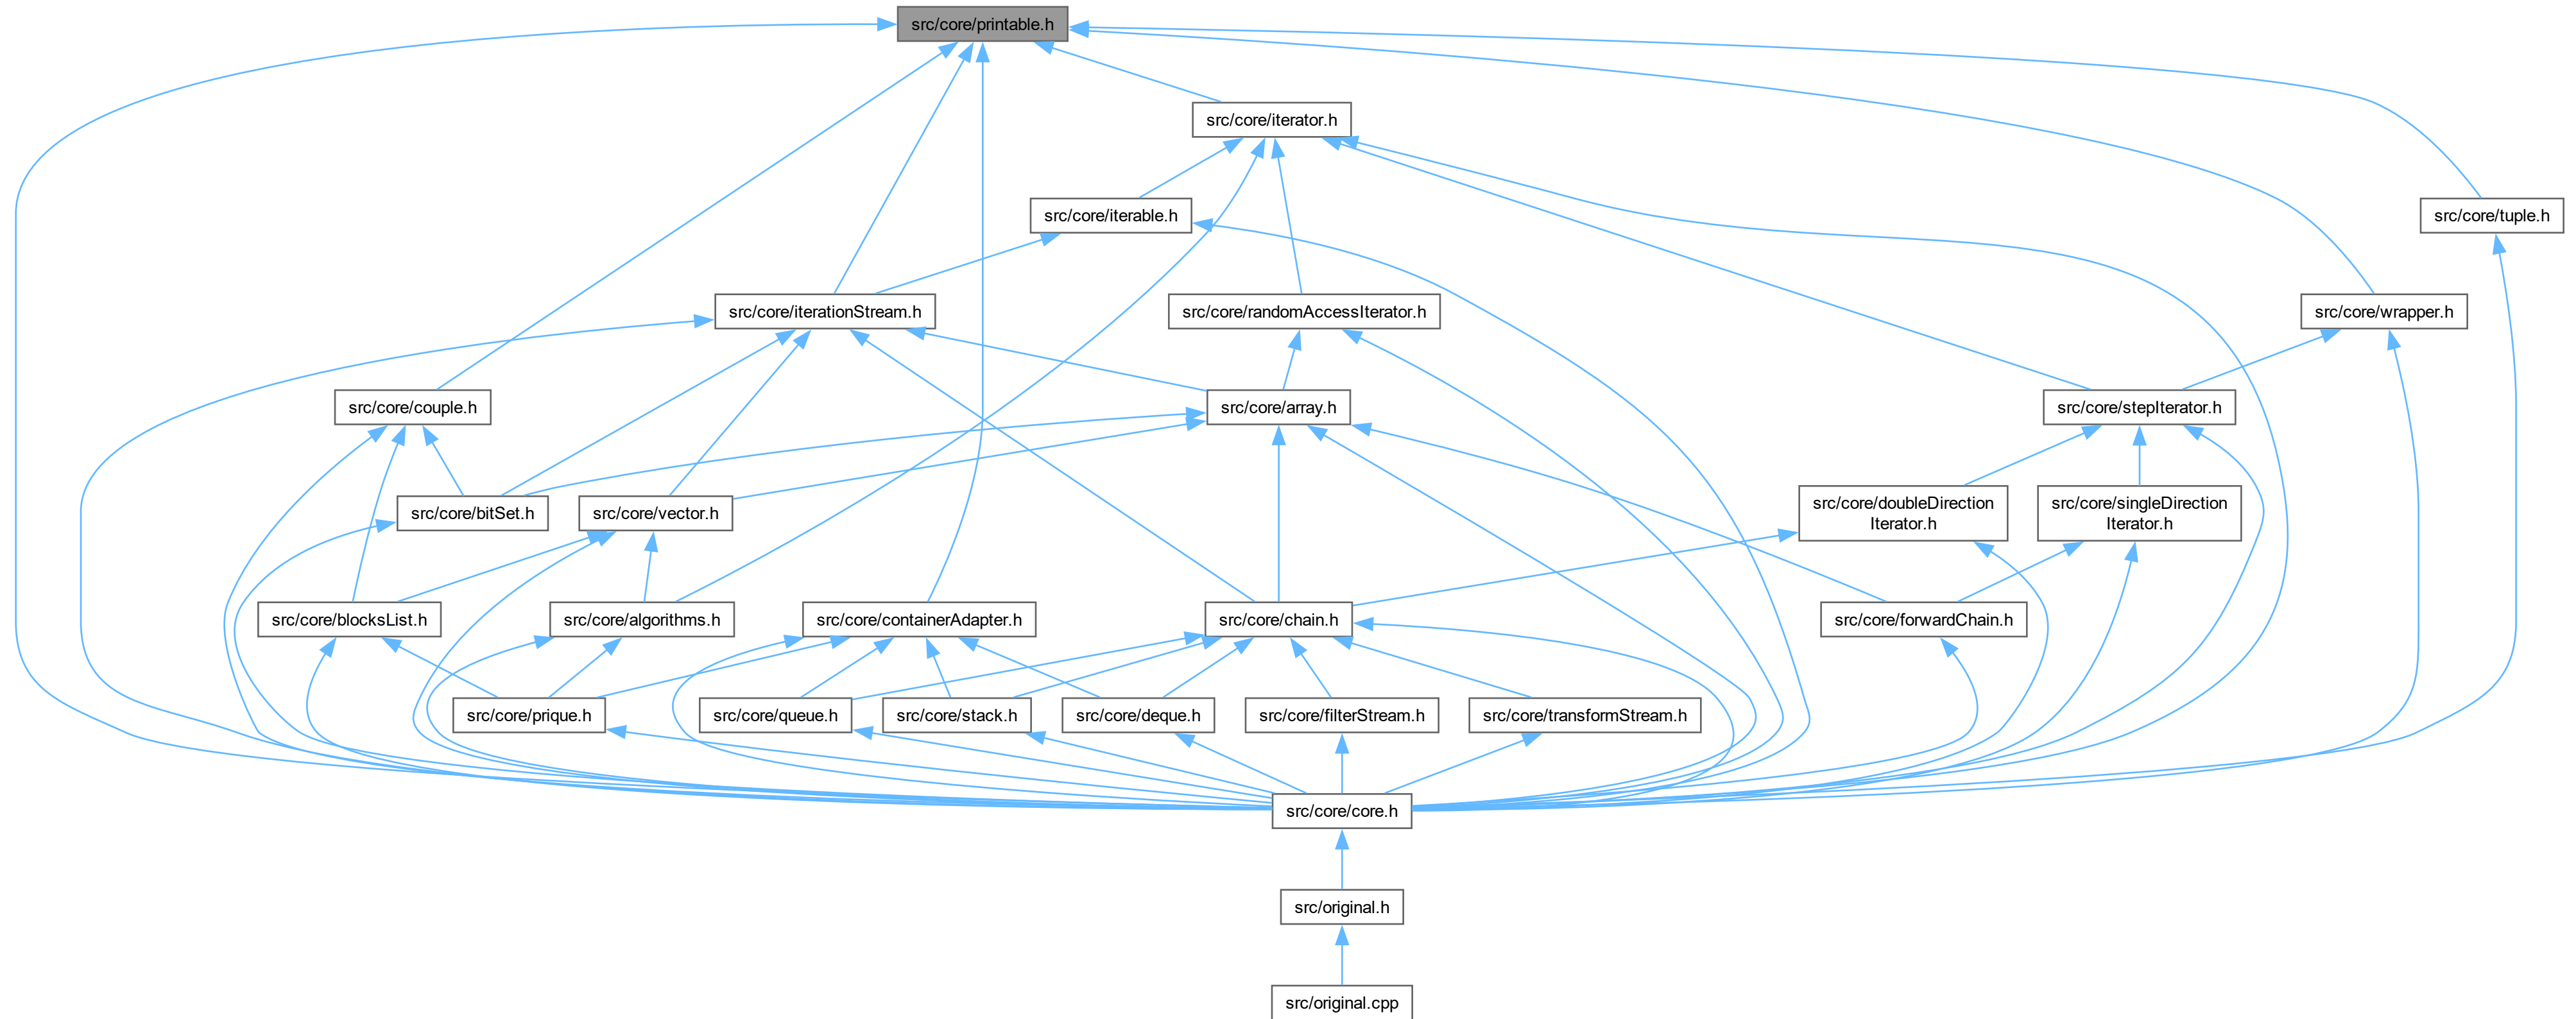 src/core/printable.h
src/core/iterator.h
src/core/iterable.h
src/core/tuple.h
src/core/iterationStream.h
src/core/randomAccessIterator.h
src/core/wrapper.h
src/core/couple.h
src/core/array.h
src/core/stepIterator.h
src/core/bitSet.h
src/core/vector.h
src/core/doubleDirection
Iterator.h
src/core/singleDirection
Iterator.h
src/core/blocksList.h
src/core/algorithms.h
src/core/containerAdapter.h
src/core/chain.h
src/core/forwardChain.h
src/core/prique.h
src/core/queue.h
src/core/stack.h
src/core/deque.h
src/core/filterStream.h
src/core/transformStream.h
src/core/core.h
src/original.h
src/original.cpp